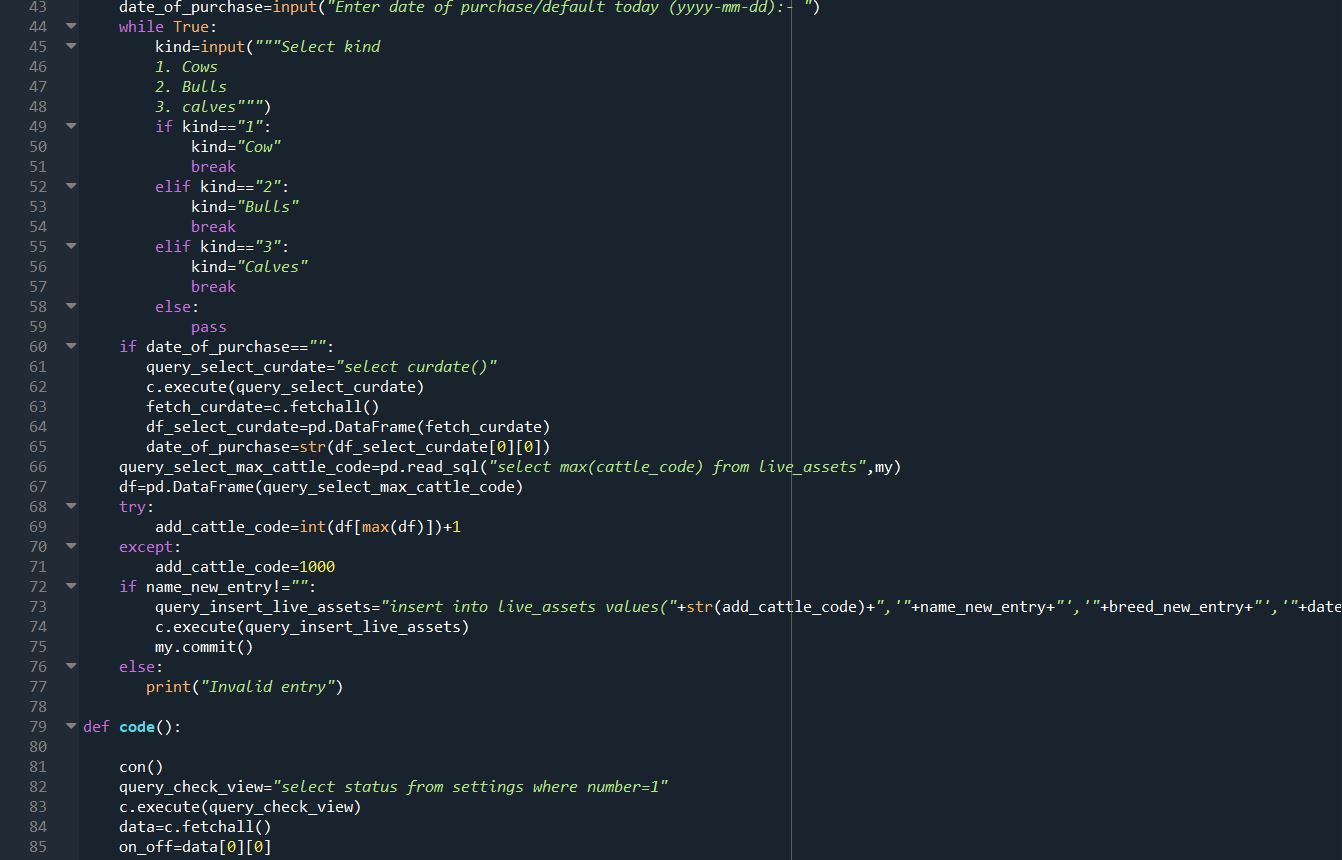 43 date_of_purchase=input("Enter date of purchase/default today (yyyy-mm-dd):- ")
44 while True:
45 kind=input("""Select kind
46 1. Cows
47 2. Bulls
48 3. calves""")
49 if kind=="1":
50 kind="Cow"
51 break
52 elif kind=="2":
53 kind="Bulls"
54 break
55 elif kind=="3":
56 kind="Calves"
57 break
58 else:
59 pass
60 if date_of_purchase=="":
61 query_select_curdate="select curdate()"
62 c.execute(query_select_curdate)
63 fetch_curdate=c.fetchall()
64 df_select_curdate=pd.DataFrame(fetch_curdate)
65 date_of_purchase=str(df_select_curdate[0][0])
66 query_select_max_cattle_code=pd.read_sql("select max(cattle_code) from live_assets",my)
67 df=pd.DataFrame(query_select_max_cattle_code)
68 try:
69 add_cattle_code=int(df[max(df)])+1
70 except:
71 add_cattle_code=1000
72 if name_new_entry!="":
73 query_insert_live_assets="insert into live_assets values("+str(add_cattle_code)+",'"+name_new_entry+"','"+breed_new_entry+"','"+date
74 c.execute(query_insert_live_assets)
75 my.commit()
76 else:
77 print("Invalid entry")
78
79 def code():
80
81 con()
82 query_check_view="select status from settings where number=1"
83 c.execute(query_check_view)
84 data=c.fetchall()
85 on_off=data[0][0]